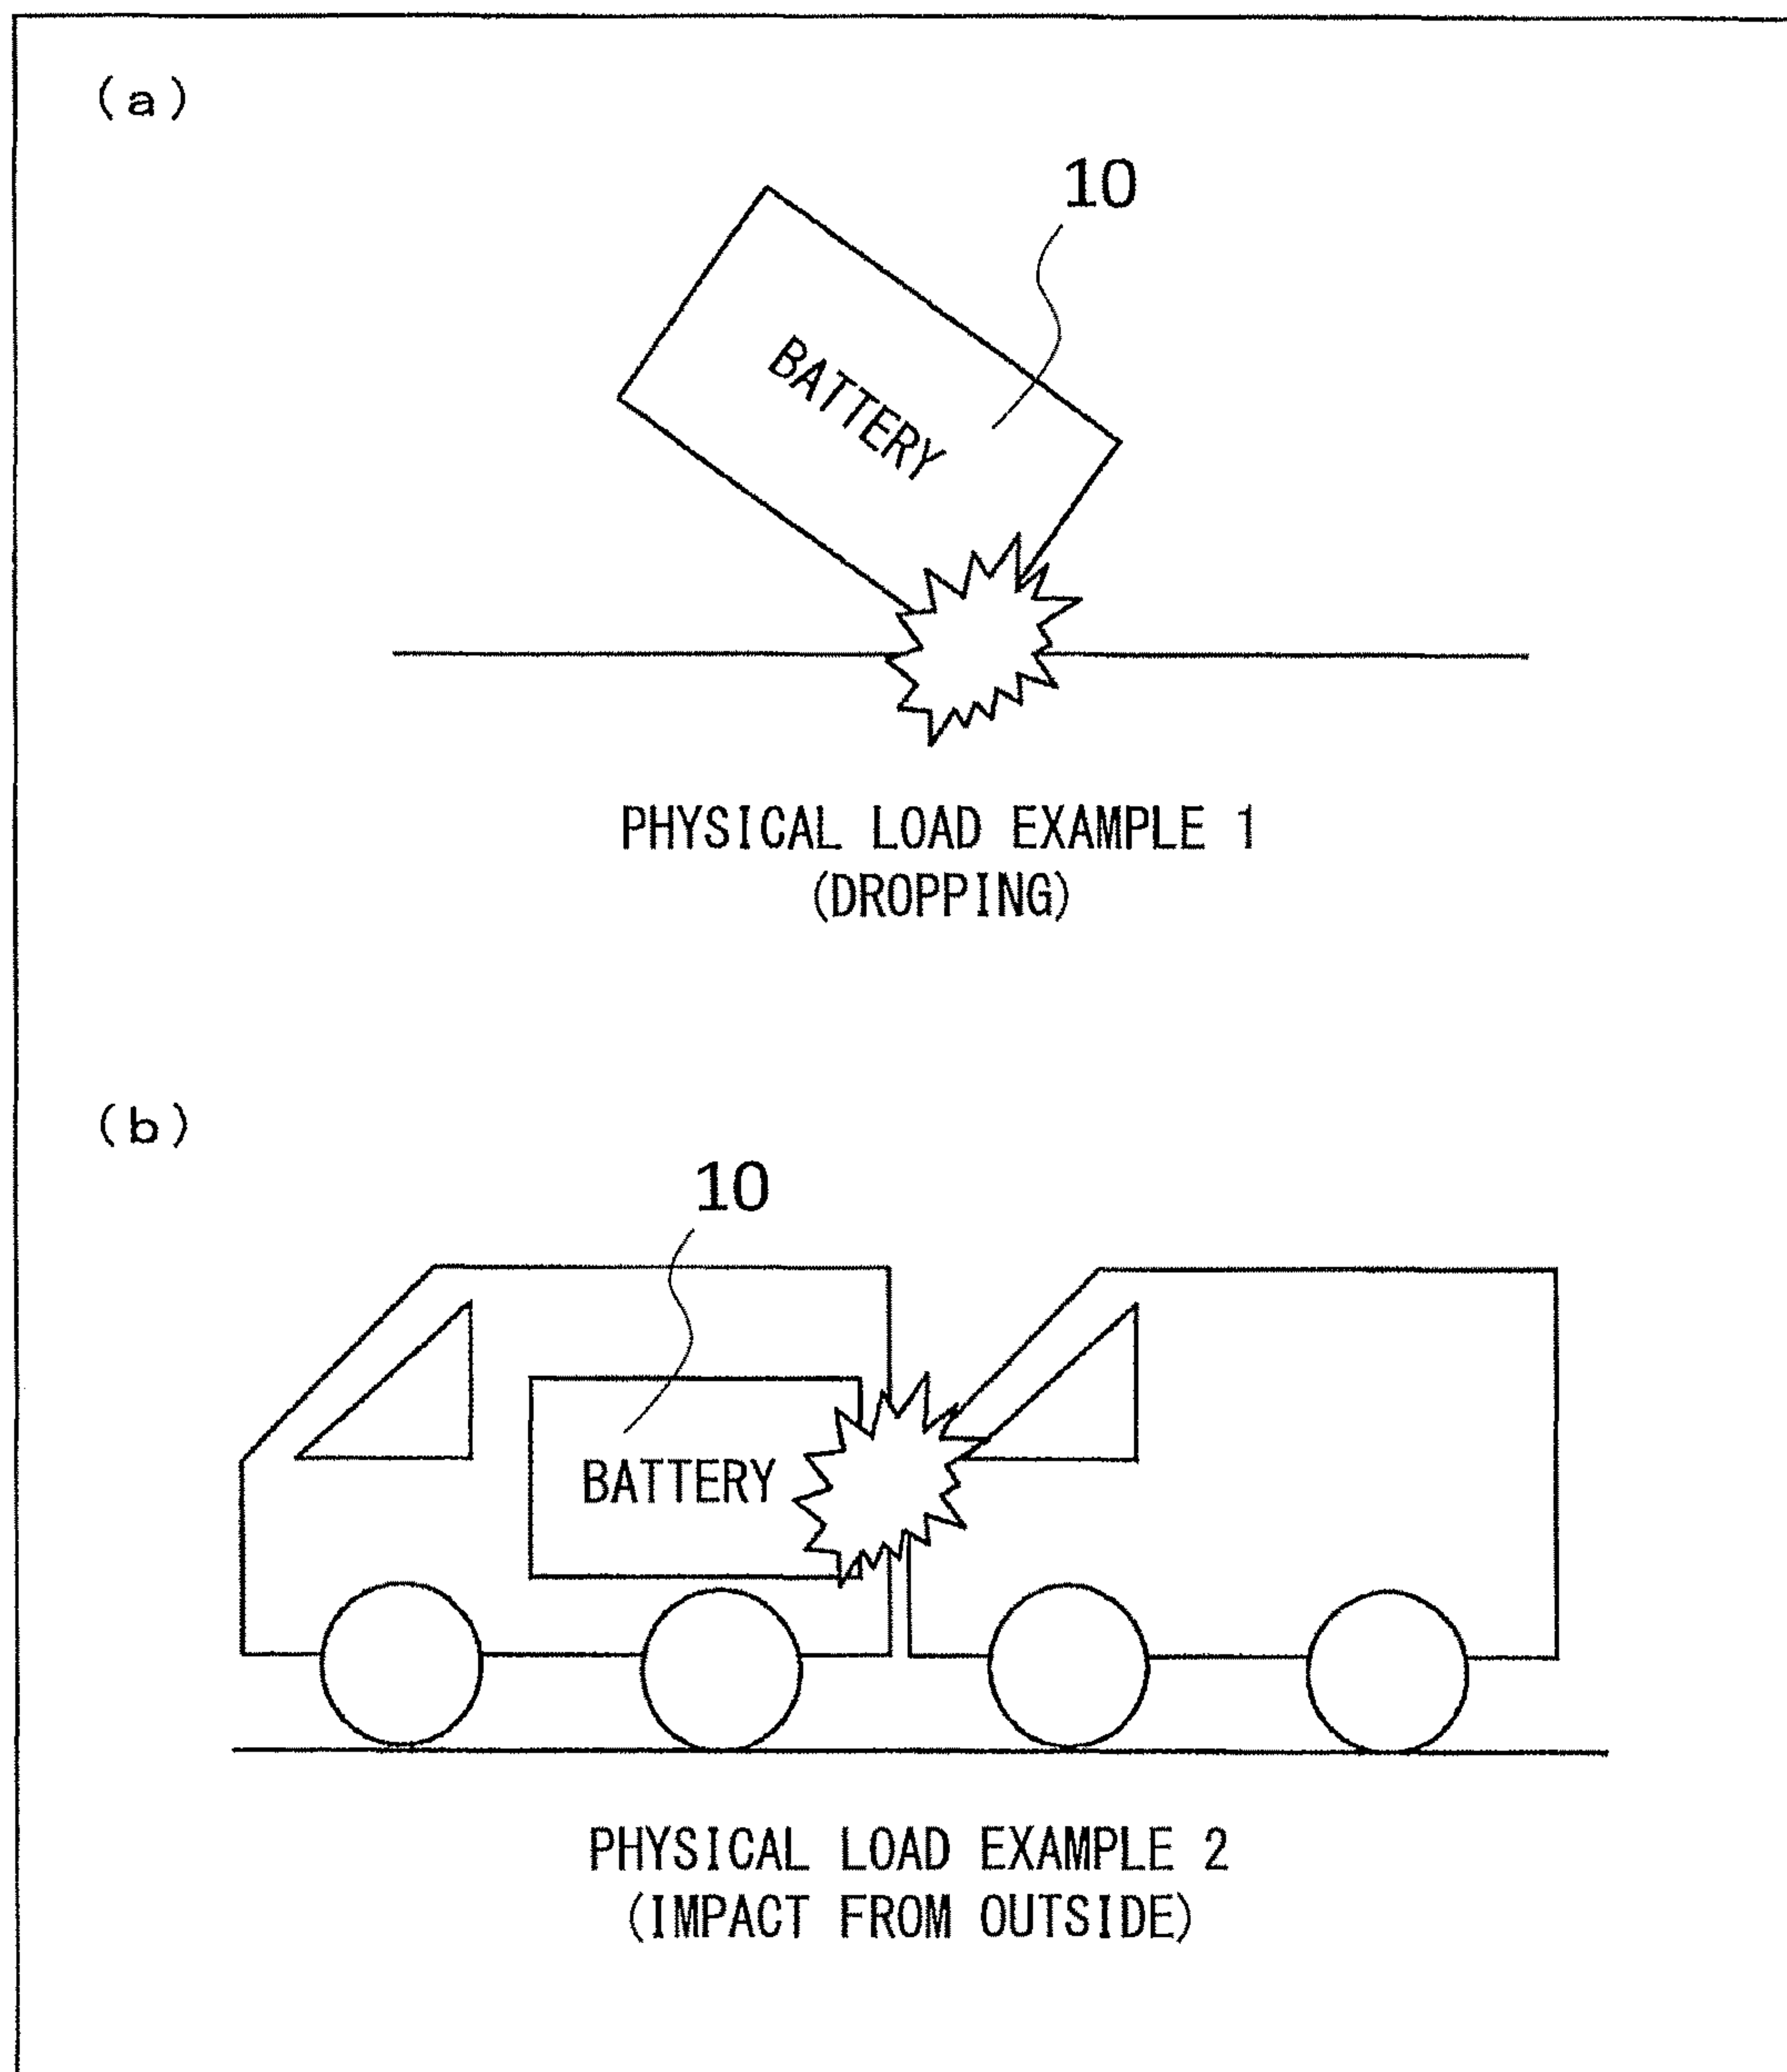 (a)
10
BATTERY
PHYSICAL LOAD EXAMPLE 1
(DROPPING)
(b)
10
BATTERY
PHYSICAL LOAD EXAMPLE 2
(IMPACT FROM OUTSIDE)